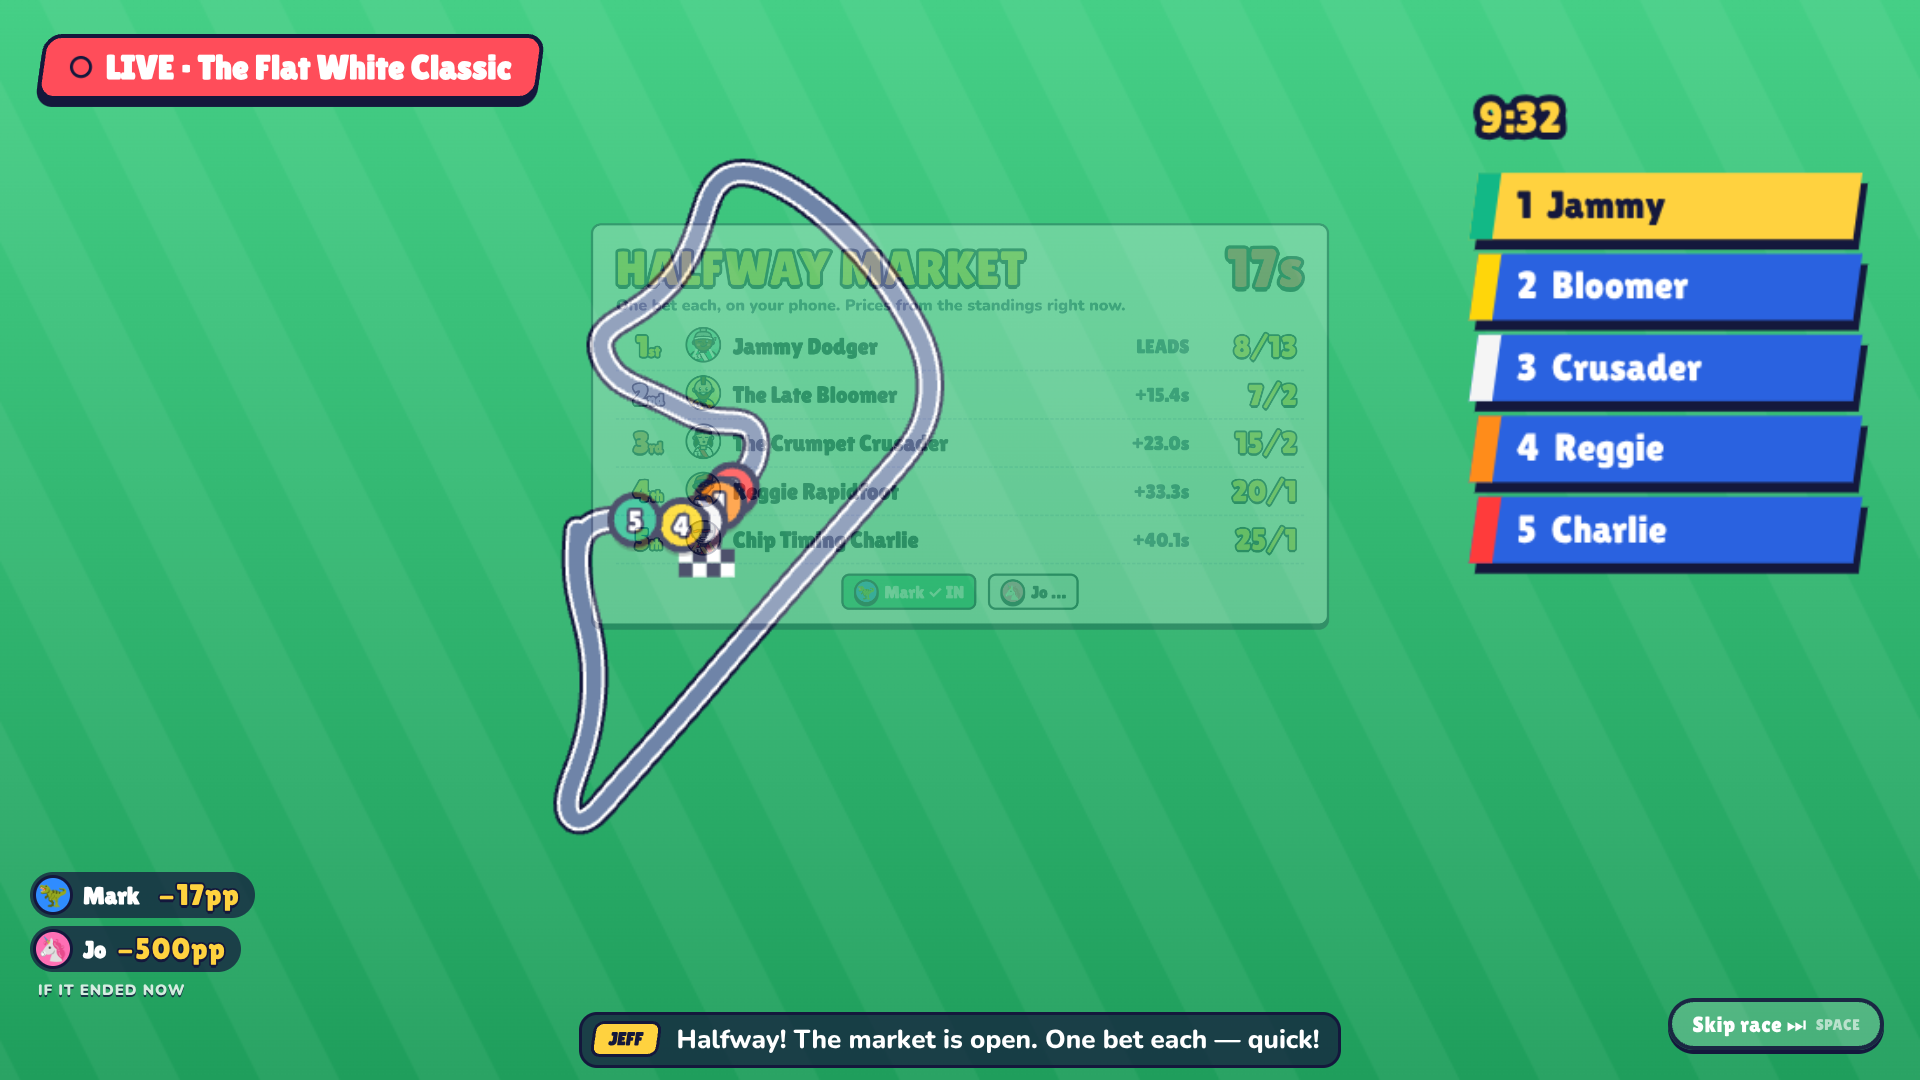 LIVE · The Flat White Classic
9:32
1 Jammy
2 Bloomer
3 Crusader
4 Reggie
5 Charlie
HALFWAY MARKET 17s
One bet each, on your phone. Prices from the standings right now.
1st Jammy Dodger LEADS 8/13
2nd The Late Bloomer +15.4s 7/2
3rd The Crumpet Crusader +23.0s 15/2
4th Reggie Rapidfoot +33.3s 20/1
5th Chip Timing Charlie +40.1s 25/1
5 4 1
Mark ✓ IN Jo ...
Mark –17pp
Jo –500pp
IF IT ENDED NOW
JEFF Halfway! The market is open. One bet each — quick!
Skip race ⏭ SPACE